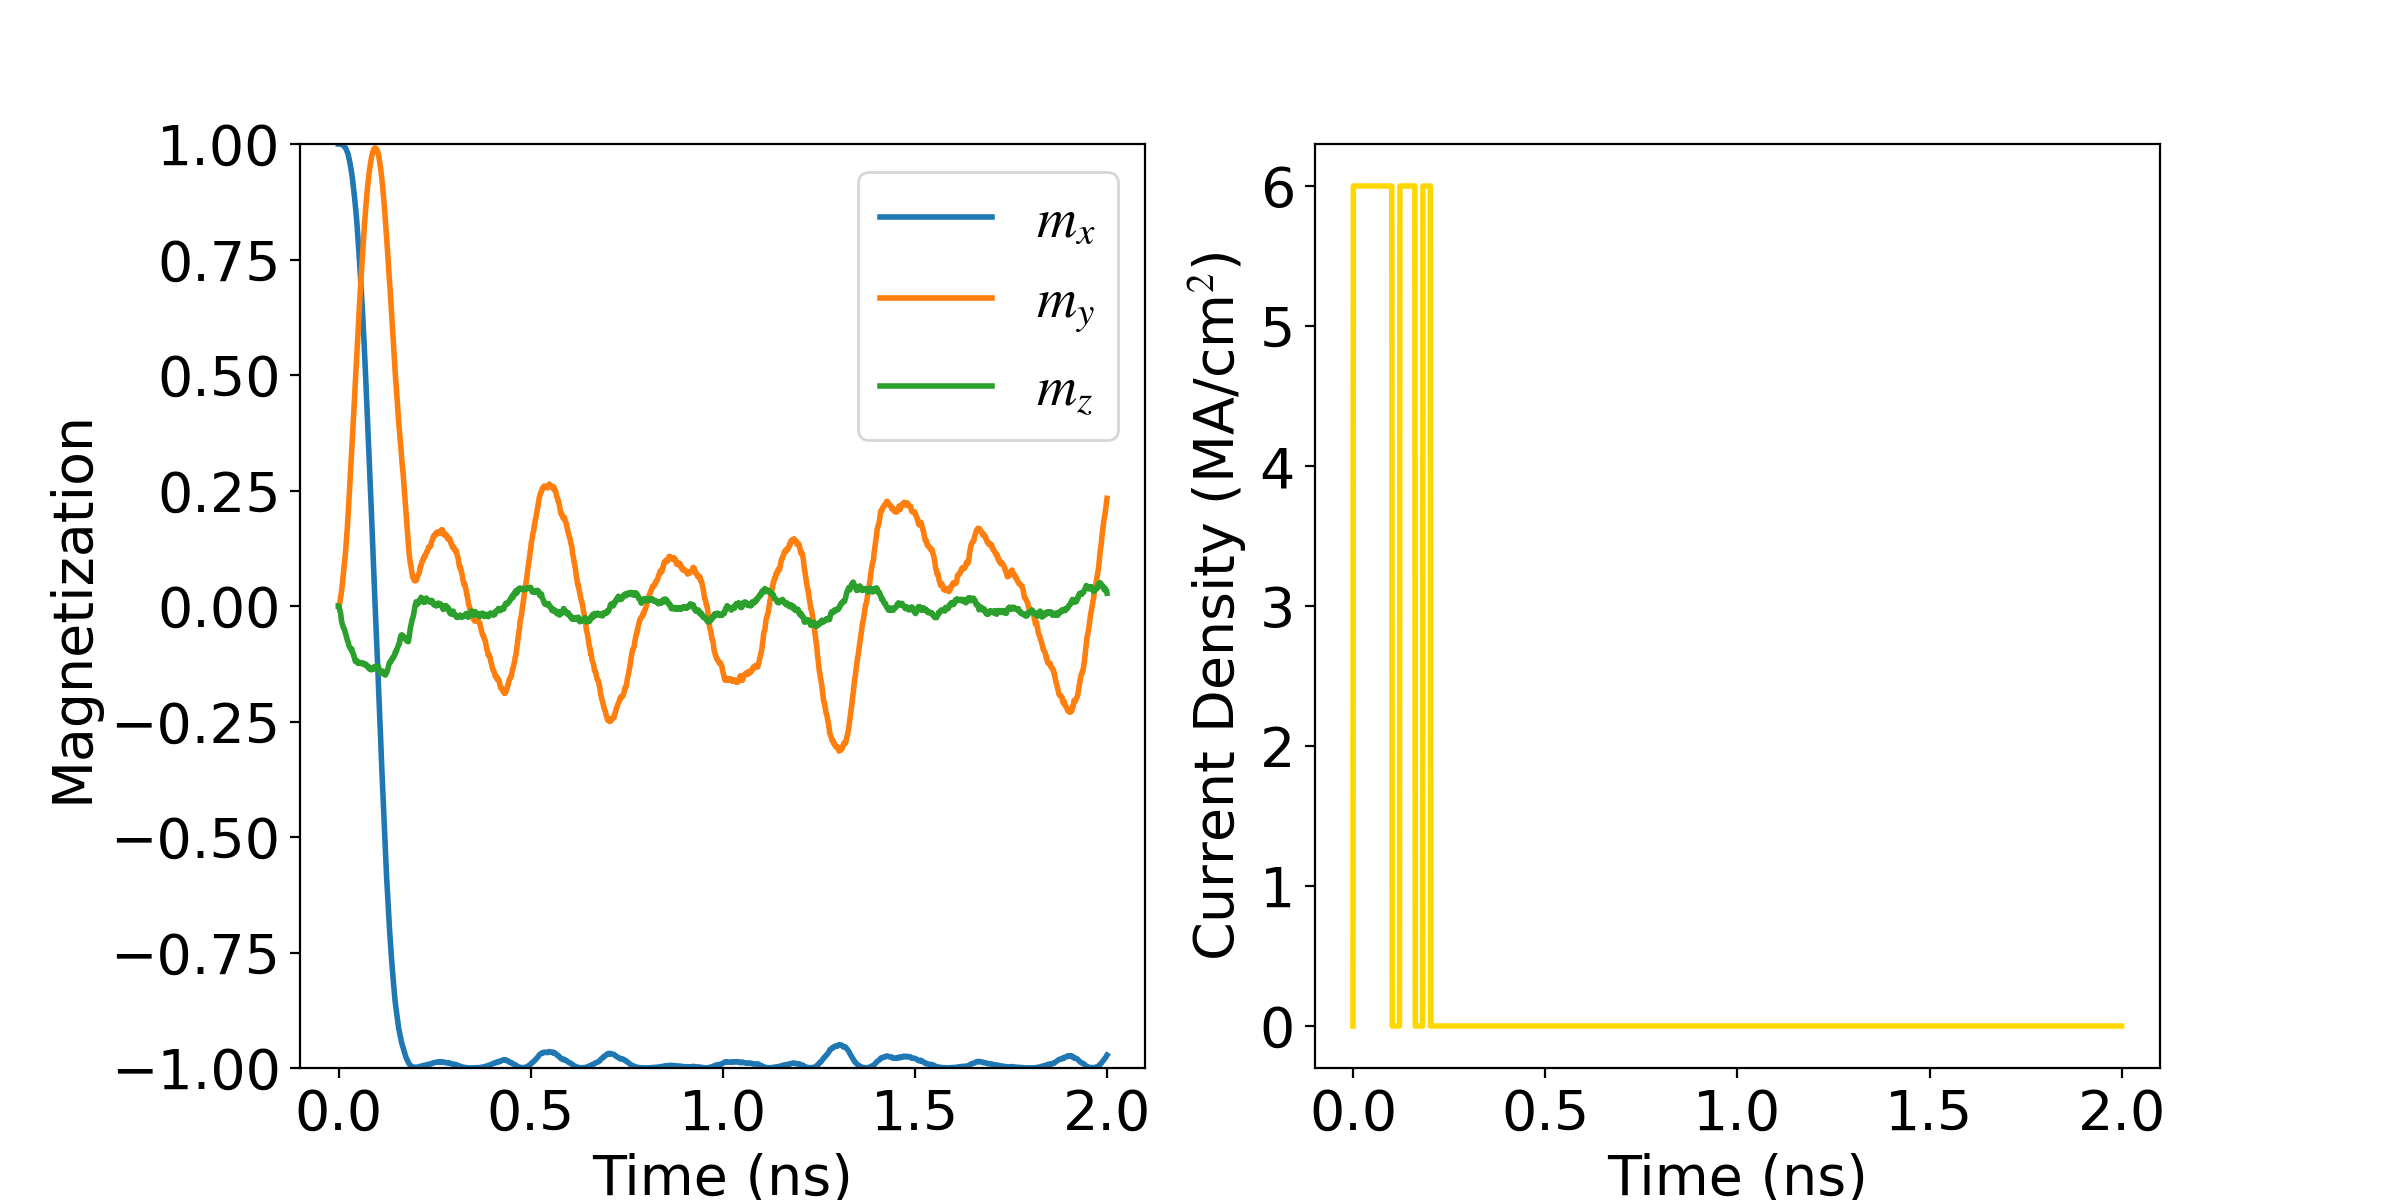 1.00
0.75
0.50
0.25
0.00
−0.25
−0.50
−0.75
−1.00
Magnetization
0.0 0.5 1.0 1.5 2.0
Time (ns)
m_x
m_y
m_z
6
5
4
3
2
1
0
Current Density (MA/cm²)
0.0 0.5 1.0 1.5 2.0
Time (ns)